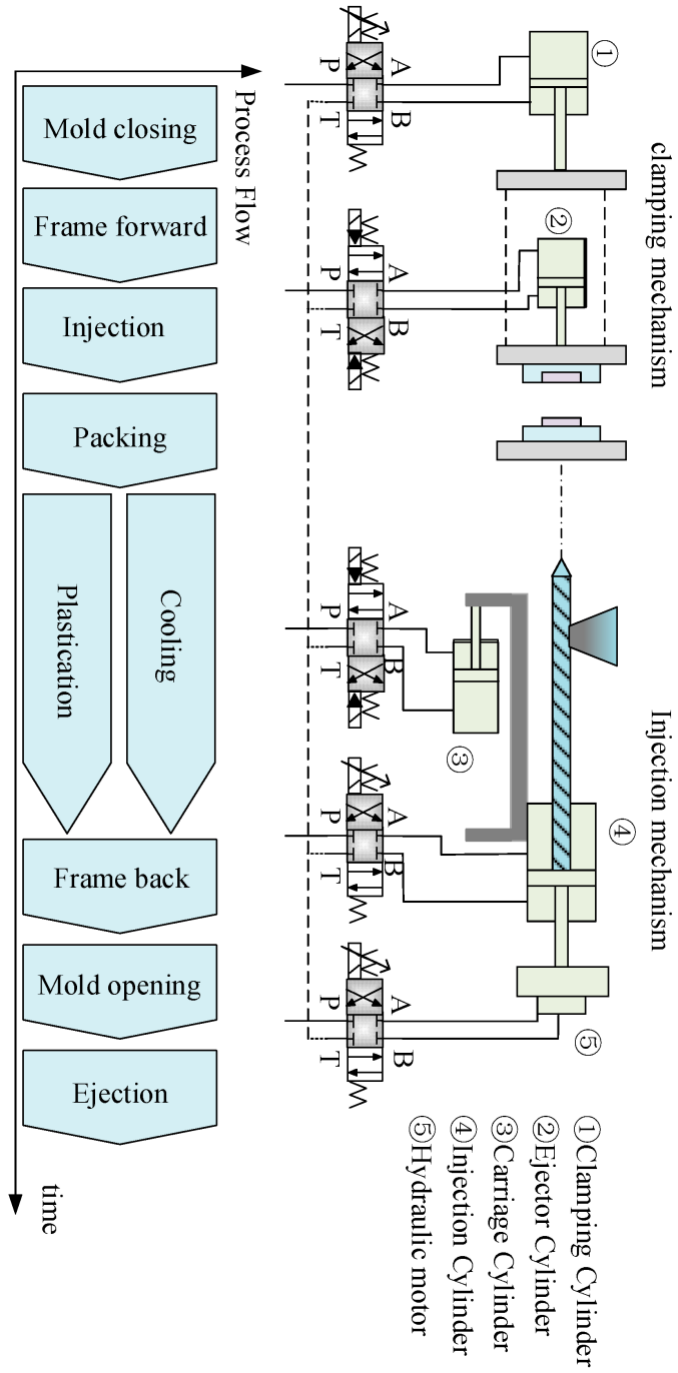 clamping mechanism
Injection mechanism
①
②
③
④
⑤
A
B
P
T
A
B
P
T
A
B
P
T
A
B
P
T
A
B
P
T
①Clamping Cylinder
②Ejector Cylinder
③Carriage Cylinder
④Injection Cylinder
⑤Hydraulic motor
Process Flow
Mold closing
Frame forward
Injection
Packing
Cooling
Plastication
Frame back
Mold opening
Ejection
time